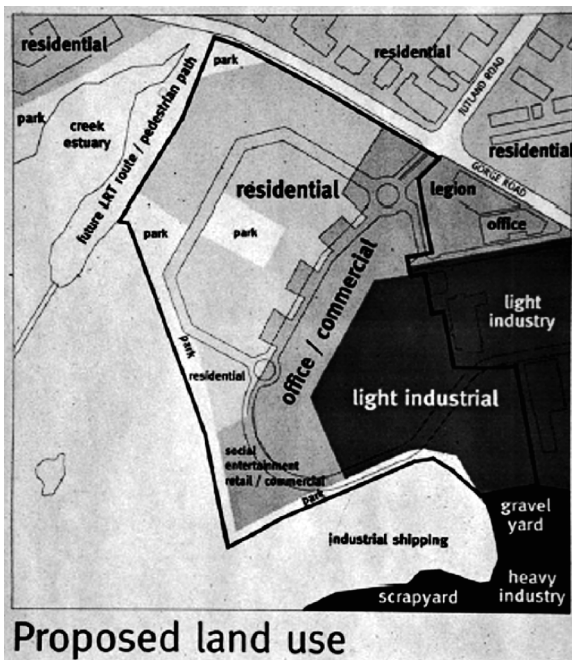 residential
park
residential
JUTLAND ROAD
park
creek
estuary
future LRT route / pedestrian path
residential
GORGE ROAD
residential
legion
office
park
park
office / commercial
light
industry
park
residential
light industrial
social
entertainment
retail / commercial
park
gravel
yard
industrial shipping
heavy
industry
scrapyard
Proposed land use